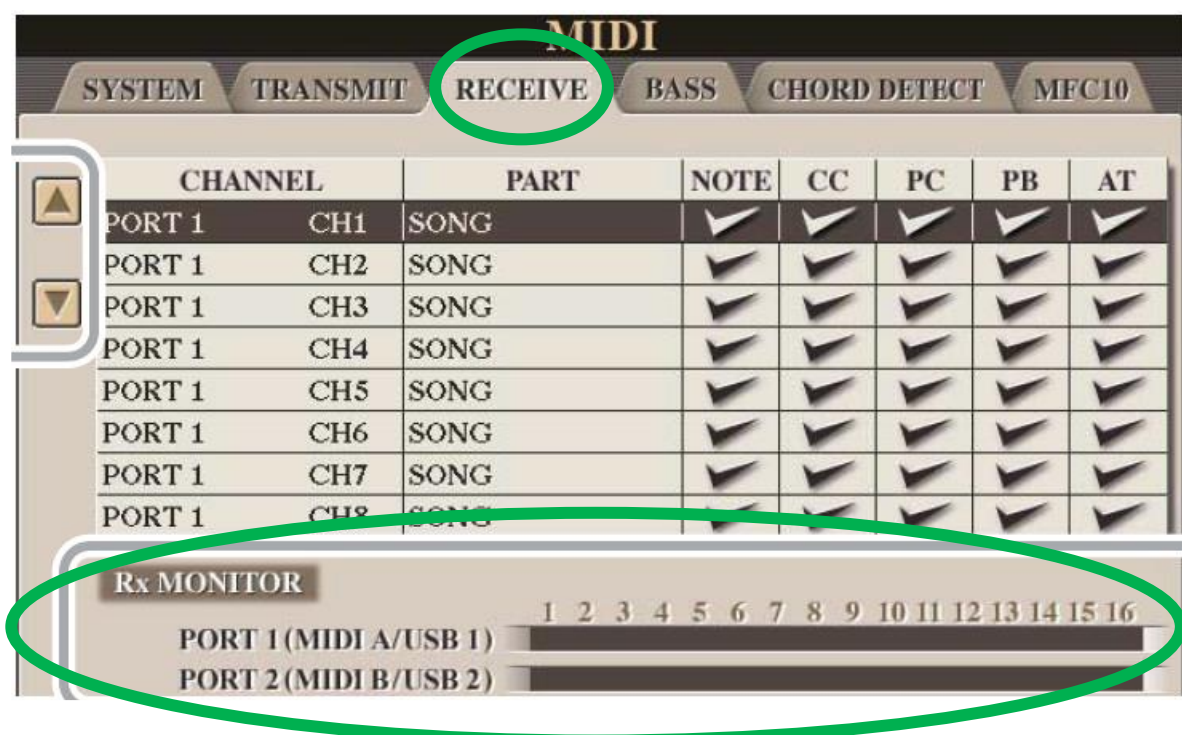 MIDI
SYSTEM TRANSMIT RECEIVE BASS CHORD DETECT MFC10
CHANNEL PART NOTE CC PC PB AT
PORT 1 CH1 SONG
PORT 1 CH2 SONG
PORT 1 CH3 SONG
PORT 1 CH4 SONG
PORT 1 CH5 SONG
PORT 1 CH6 SONG
PORT 1 CH7 SONG
PORT 1 CH8 SONG
Rx MONITOR
1 2 3 4 5 6 7 8 9 10 11 12 13 14 15 16
PORT 1 (MIDI A/USB 1)
PORT 2 (MIDI B/USB 2)